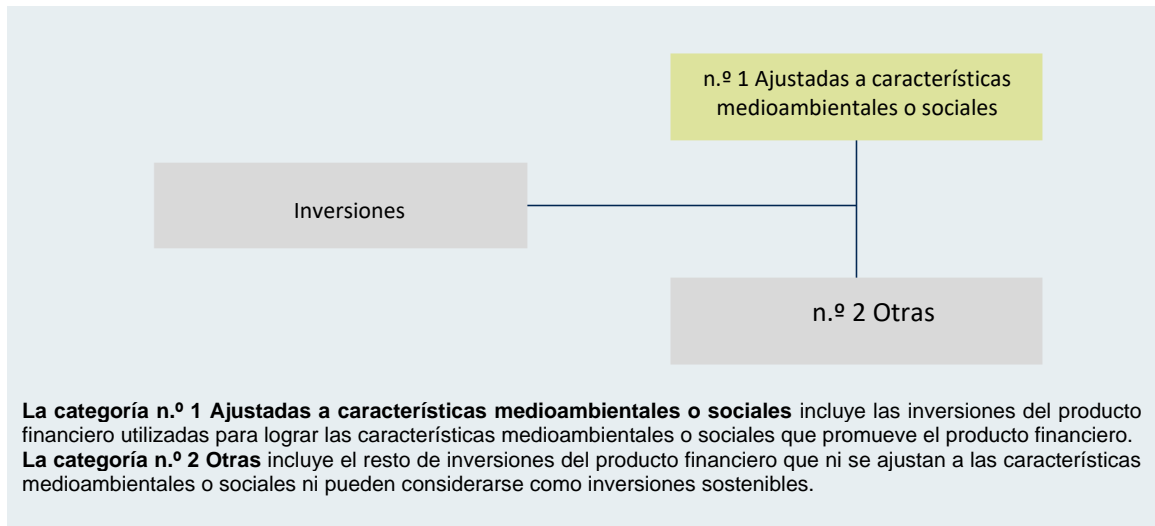 n.º 1 Ajustadas a características
medioambientales o sociales
Inversiones
n.º 2 Otras
La categoría n.º 1 Ajustadas a características medioambientales o sociales incluye las inversiones del producto
financiero utilizadas para lograr las características medioambientales o sociales que promueve el producto financiero.
La categoría n.º 2 Otras incluye el resto de inversiones del producto financiero que ni se ajustan a las características
medioambientales o sociales ni pueden considerarse como inversiones sostenibles.